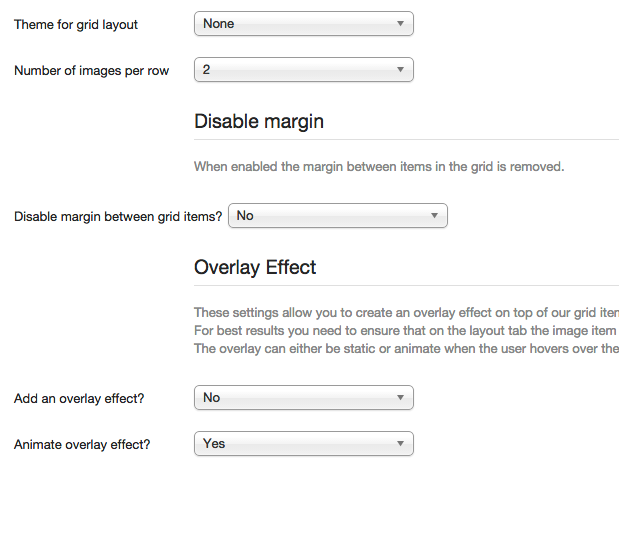 Theme for grid layout None
Number of images per row 2
Disable margin
When enabled the margin between items in the grid is removed.
Disable margin between grid items? No
Overlay Effect
These settings allow you to create an overlay effect on top of our grid
For best results you need to ensure that on the layout tab the image item
The overlay can either be static or animate when the user hovers over the
Add an overlay effect? No
Animate overlay effect? Yes